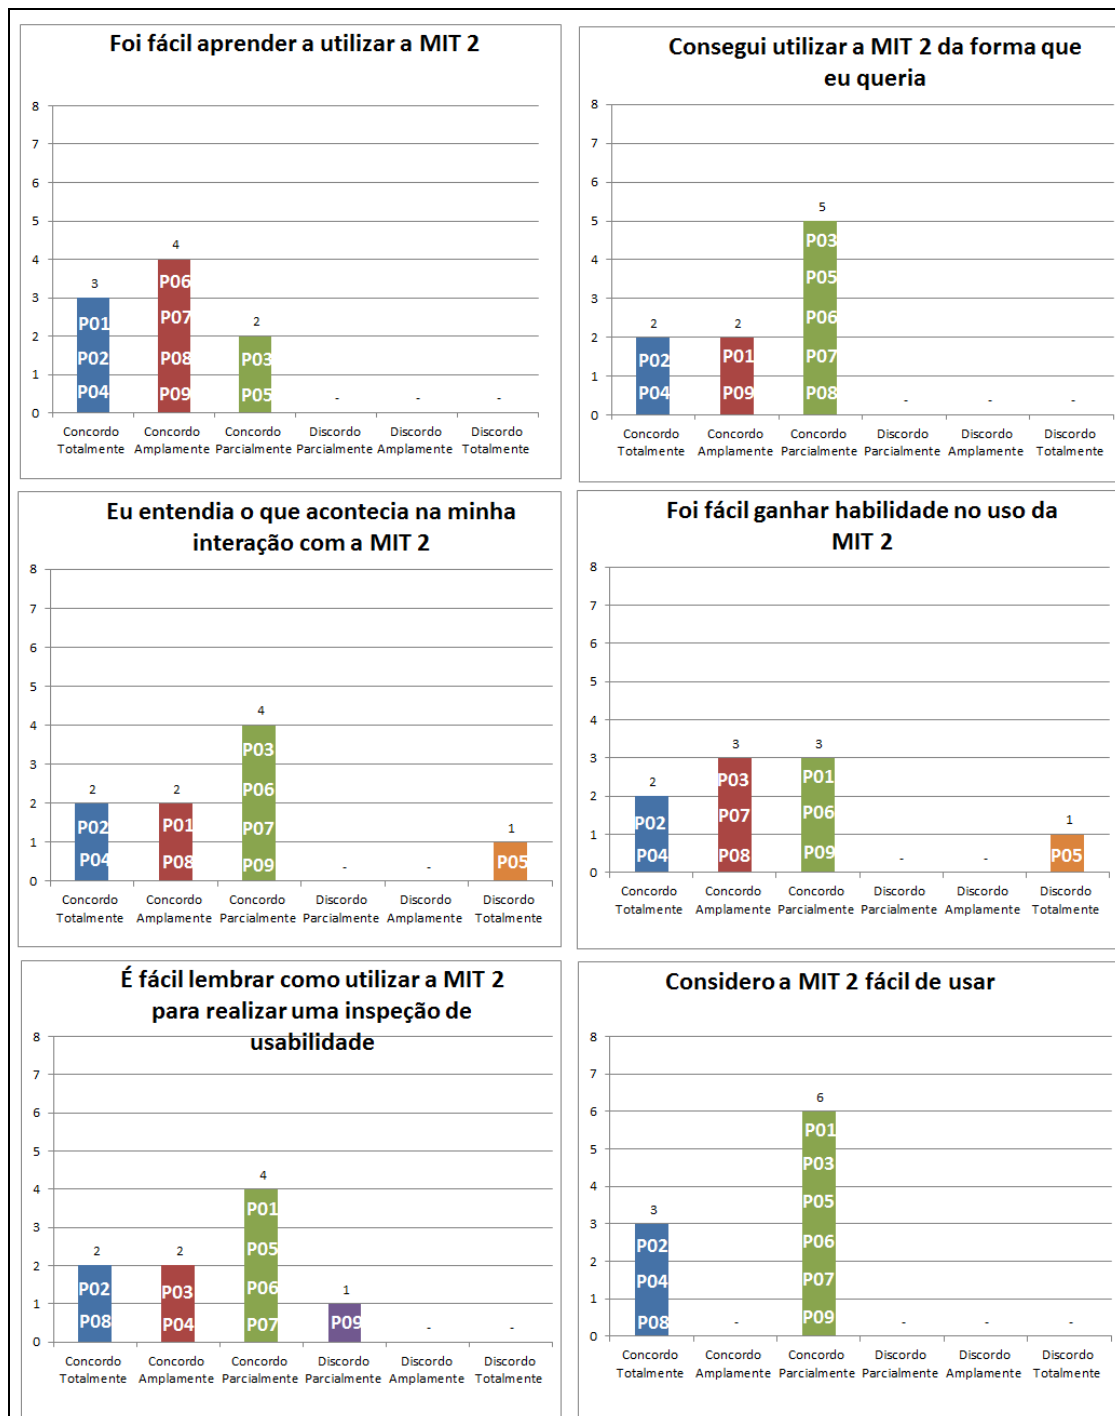 Foi fácil aprender a utilizar a MIT 2
8
7
6
5
4
3
2
1
0
3
4
2
-
-
-
P01
P02
P04
P06
P07
P08
P09
P03
P05
Concordo Totalmente
Concordo Amplamente
Concordo Parcialmente
Discordo Parcialmente
Discordo Amplamente
Discordo Totalmente
Consegui utilizar a MIT 2 da forma que
eu queria
8
7
6
5
4
3
2
1
0
2
2
5
-
-
-
P02
P04
P01
P09
P03
P05
P06
P07
P08
Concordo Totalmente
Concordo Amplamente
Concordo Parcialmente
Discordo Parcialmente
Discordo Amplamente
Discordo Totalmente
Eu entendia o que acontecia na minha
interação com a MIT 2
8
7
6
5
4
3
2
1
0
2
2
4
-
-
1
P02
P04
P01
P08
P03
P06
P07
P09
P05
Concordo Totalmente
Concordo Amplamente
Concordo Parcialmente
Discordo Parcialmente
Discordo Amplamente
Discordo Totalmente
Foi fácil ganhar habilidade no uso da
MIT 2
8
7
6
5
4
3
2
1
0
2
3
3
-
-
1
P02
P04
P03
P07
P08
P01
P06
P09
P05
Concordo Totalmente
Concordo Amplamente
Concordo Parcialmente
Discordo Parcialmente
Discordo Amplamente
Discordo Totalmente
É fácil lembrar como utilizar a MIT 2
para realizar uma inspeção de
usabilidade
8
7
6
5
4
3
2
1
0
2
2
4
1
-
-
P02
P08
P03
P04
P01
P05
P06
P07
P09
Concordo Totalmente
Concordo Amplamente
Concordo Parcialmente
Discordo Parcialmente
Discordo Amplamente
Discordo Totalmente
Considero a MIT 2 fácil de usar
8
7
6
5
4
3
2
1
0
3
-
6
-
-
-
P02
P04
P08
P01
P03
P05
P06
P07
P09
Concordo Totalmente
Concordo Amplamente
Concordo Parcialmente
Discordo Parcialmente
Discordo Amplamente
Discordo Totalmente